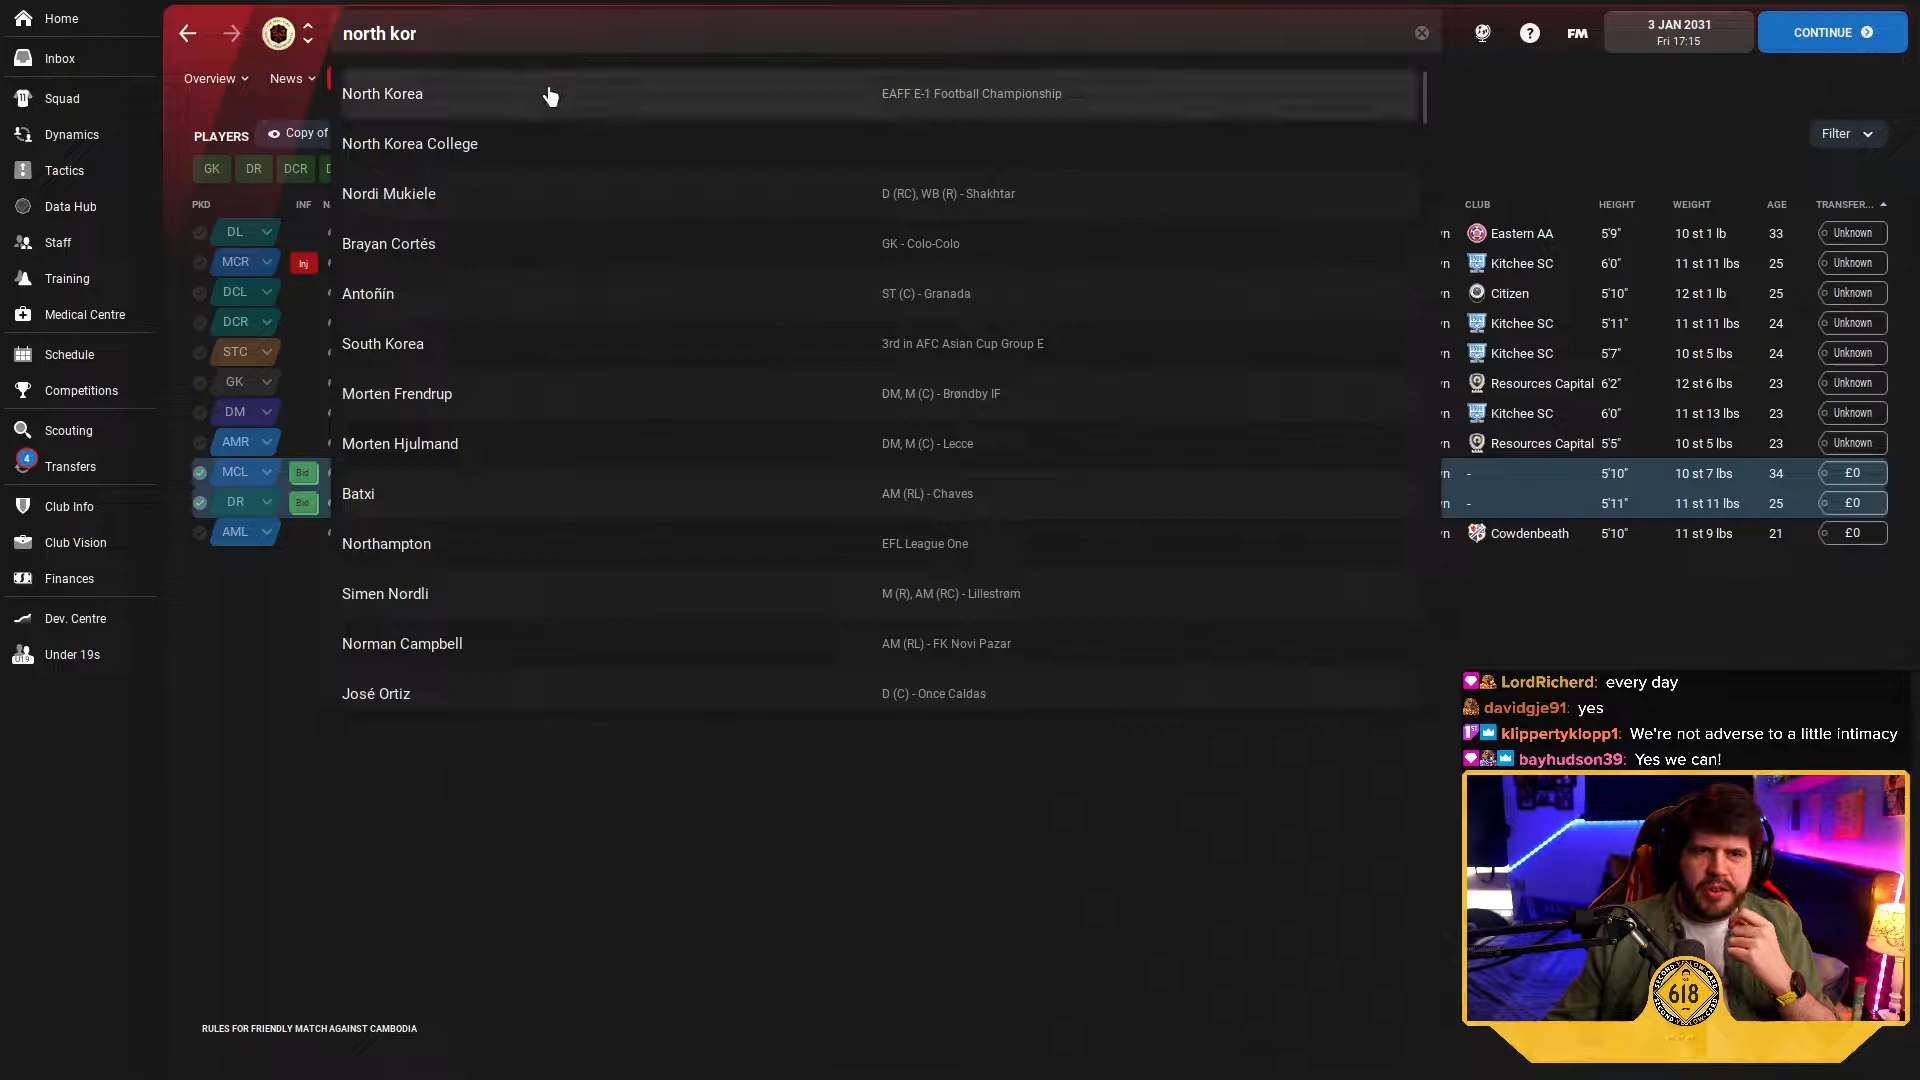 Home
Inbox
Squad
Dynamics
Tactics
Data Hub
Staff
Training
Medical Centre
Schedule
Competitions
Scouting
4
Transfers
Club Info
Club Vision
Finances
Dev. Centre
U19
Under 19s
north kor
FM
3 JAN 2031
Fri 17:15
CONTINUE
Overview
News
PLAYERS
Copy of
Filter
GK DR DCR
PKD INF
DL
MCR Inj
DCL
DCR
STC
GK
DM
AMR
MCL Bid
DR Bid
AML
North Korea EAFF E-1 Football Championship
North Korea College
Nordi Mukiele D (RC), WB (R) - Shakhtar
Brayan Cortés GK - Colo-Colo
Antoñín ST (C) - Granada
South Korea 3rd in AFC Asian Cup Group E
Morten Frendrup DM, M (C) - Brøndby IF
Morten Hjulmand DM, M (C) - Lecce
Batxi AM (RL) - Chaves
Northampton EFL League One
Simen Nordli M (R), AM (RC) - Lillestrøm
Norman Campbell AM (RL) - FK Novi Pazar
José Ortiz D (C) - Once Caldas
CLUB HEIGHT WEIGHT AGE TRANSFER...
Eastern AA 5'9" 10 st 1 lb 33 Unknown
Kitchee SC 6'0" 11 st 11 lbs 25 Unknown
Citizen 5'10" 12 st 1 lb 25 Unknown
Kitchee SC 5'11" 11 st 11 lbs 24 Unknown
Kitchee SC 5'7" 10 st 5 lbs 24 Unknown
Resources Capital 6'2" 12 st 6 lbs 23 Unknown
Kitchee SC 6'0" 11 st 13 lbs 23 Unknown
Resources Capital 5'5" 10 st 5 lbs 23 Unknown
- 5'10" 10 st 7 lbs 34 £0
- 5'11" 11 st 11 lbs 25 £0
Cowdenbeath 5'10" 11 st 9 lbs 21 £0
RULES FOR FRIENDLY MATCH AGAINST CAMBODIA
LordRicherd: every day
davidgje91: yes
klippertyklopp1: We're not adverse to a little intimacy
bayhudson39: Yes we can!
SECOND YELLOW CARD
618